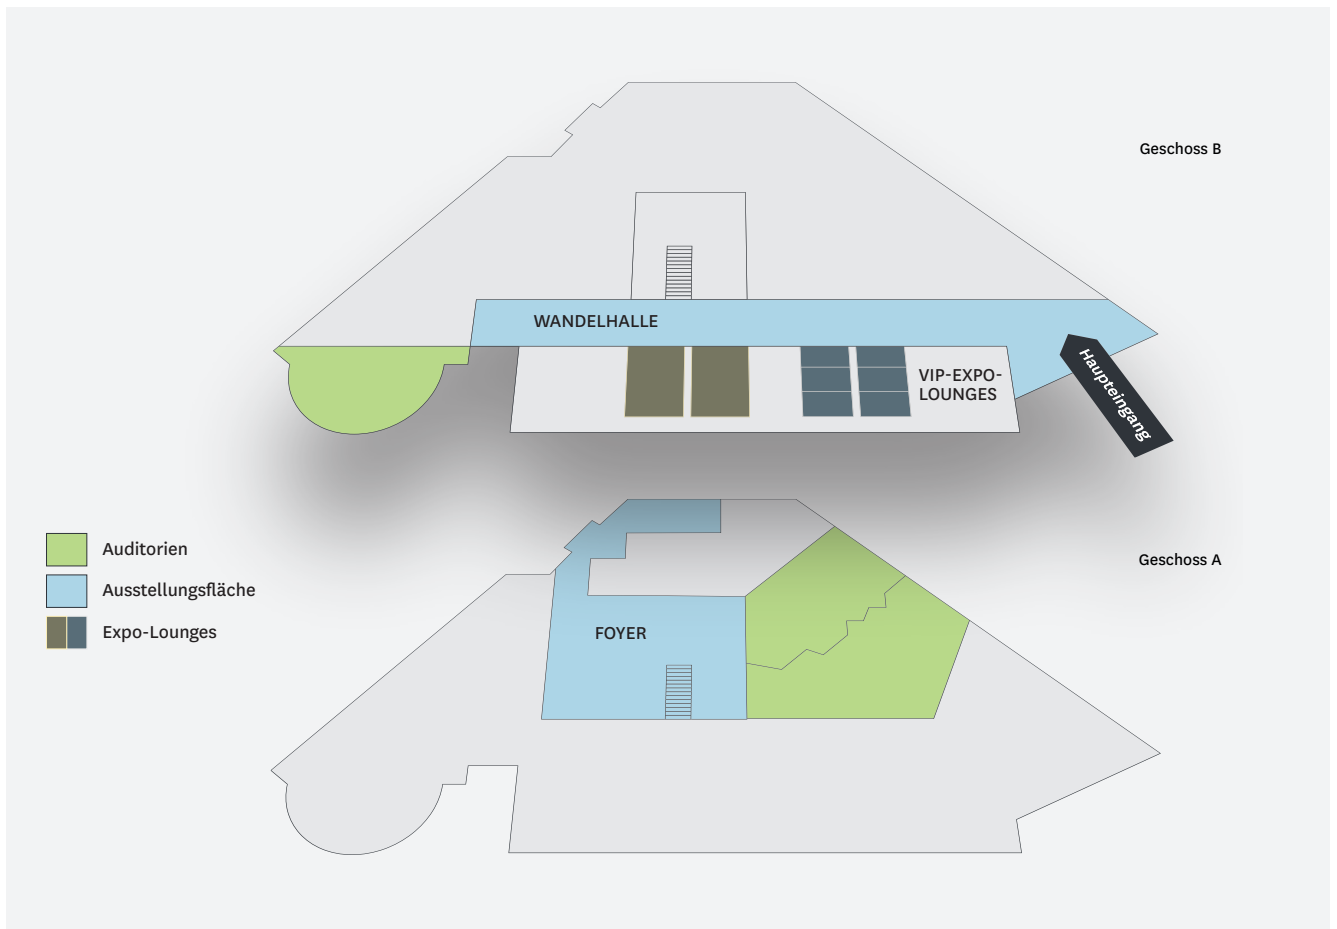 Geschoss B
WANDELHALLE
VIP-EXPO-
LOUNGES
Haupteingang
Auditorien
Ausstellungsfläche
Expo-Lounges
Geschoss A
FOYER